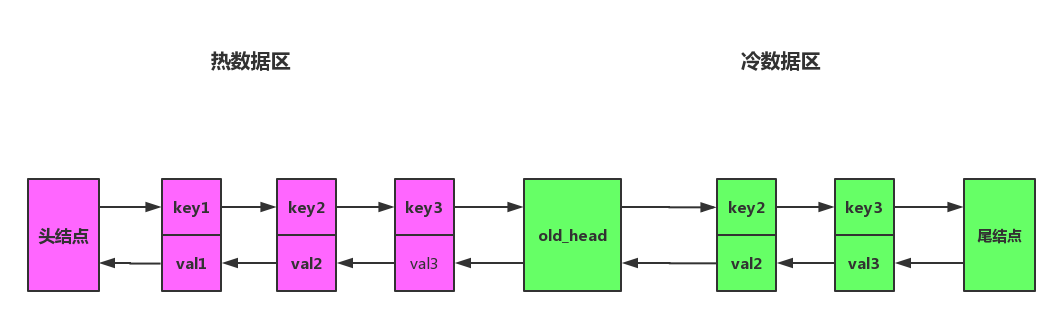 热数据区
冷数据区
头结点
key1
val1
key2
val2
key3
val3
old_head
key2
val2
key3
val3
尾结点